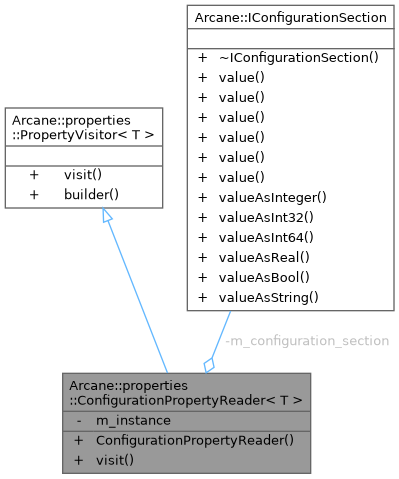 Arcane::IConfigurationSection
+ ~IConfigurationSection()
+ value()
+ value()
+ value()
+ value()
+ value()
+ value()
+ valueAsInteger()
+ valueAsInt32()
+ valueAsInt64()
+ valueAsReal()
+ valueAsBool()
+ valueAsString()
Arcane::properties
::PropertyVisitor< T >
+ visit()
+ builder()
-m_configuration_section
Arcane::properties
::ConfigurationPropertyReader< T >
- m_instance
+ ConfigurationPropertyReader()
+ visit()